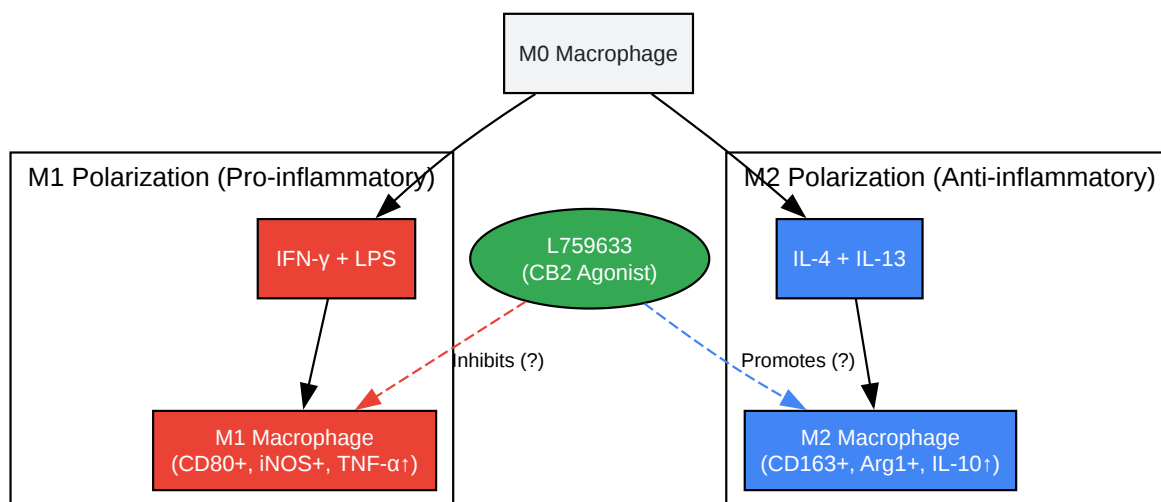 M0 Macrophage
M1 Polarization (Pro-inflammatory)
M2 Polarization (Anti-inflammatory)
IFN-γ + LPS
L759633
(CB2 Agonist)
IL-4 + IL-13
Inhibits (?)
Promotes (?)
M1 Macrophage
(CD80+, iNOS+, TNF-α↑)
M2 Macrophage
(CD163+, Arg1+, IL-10↑)